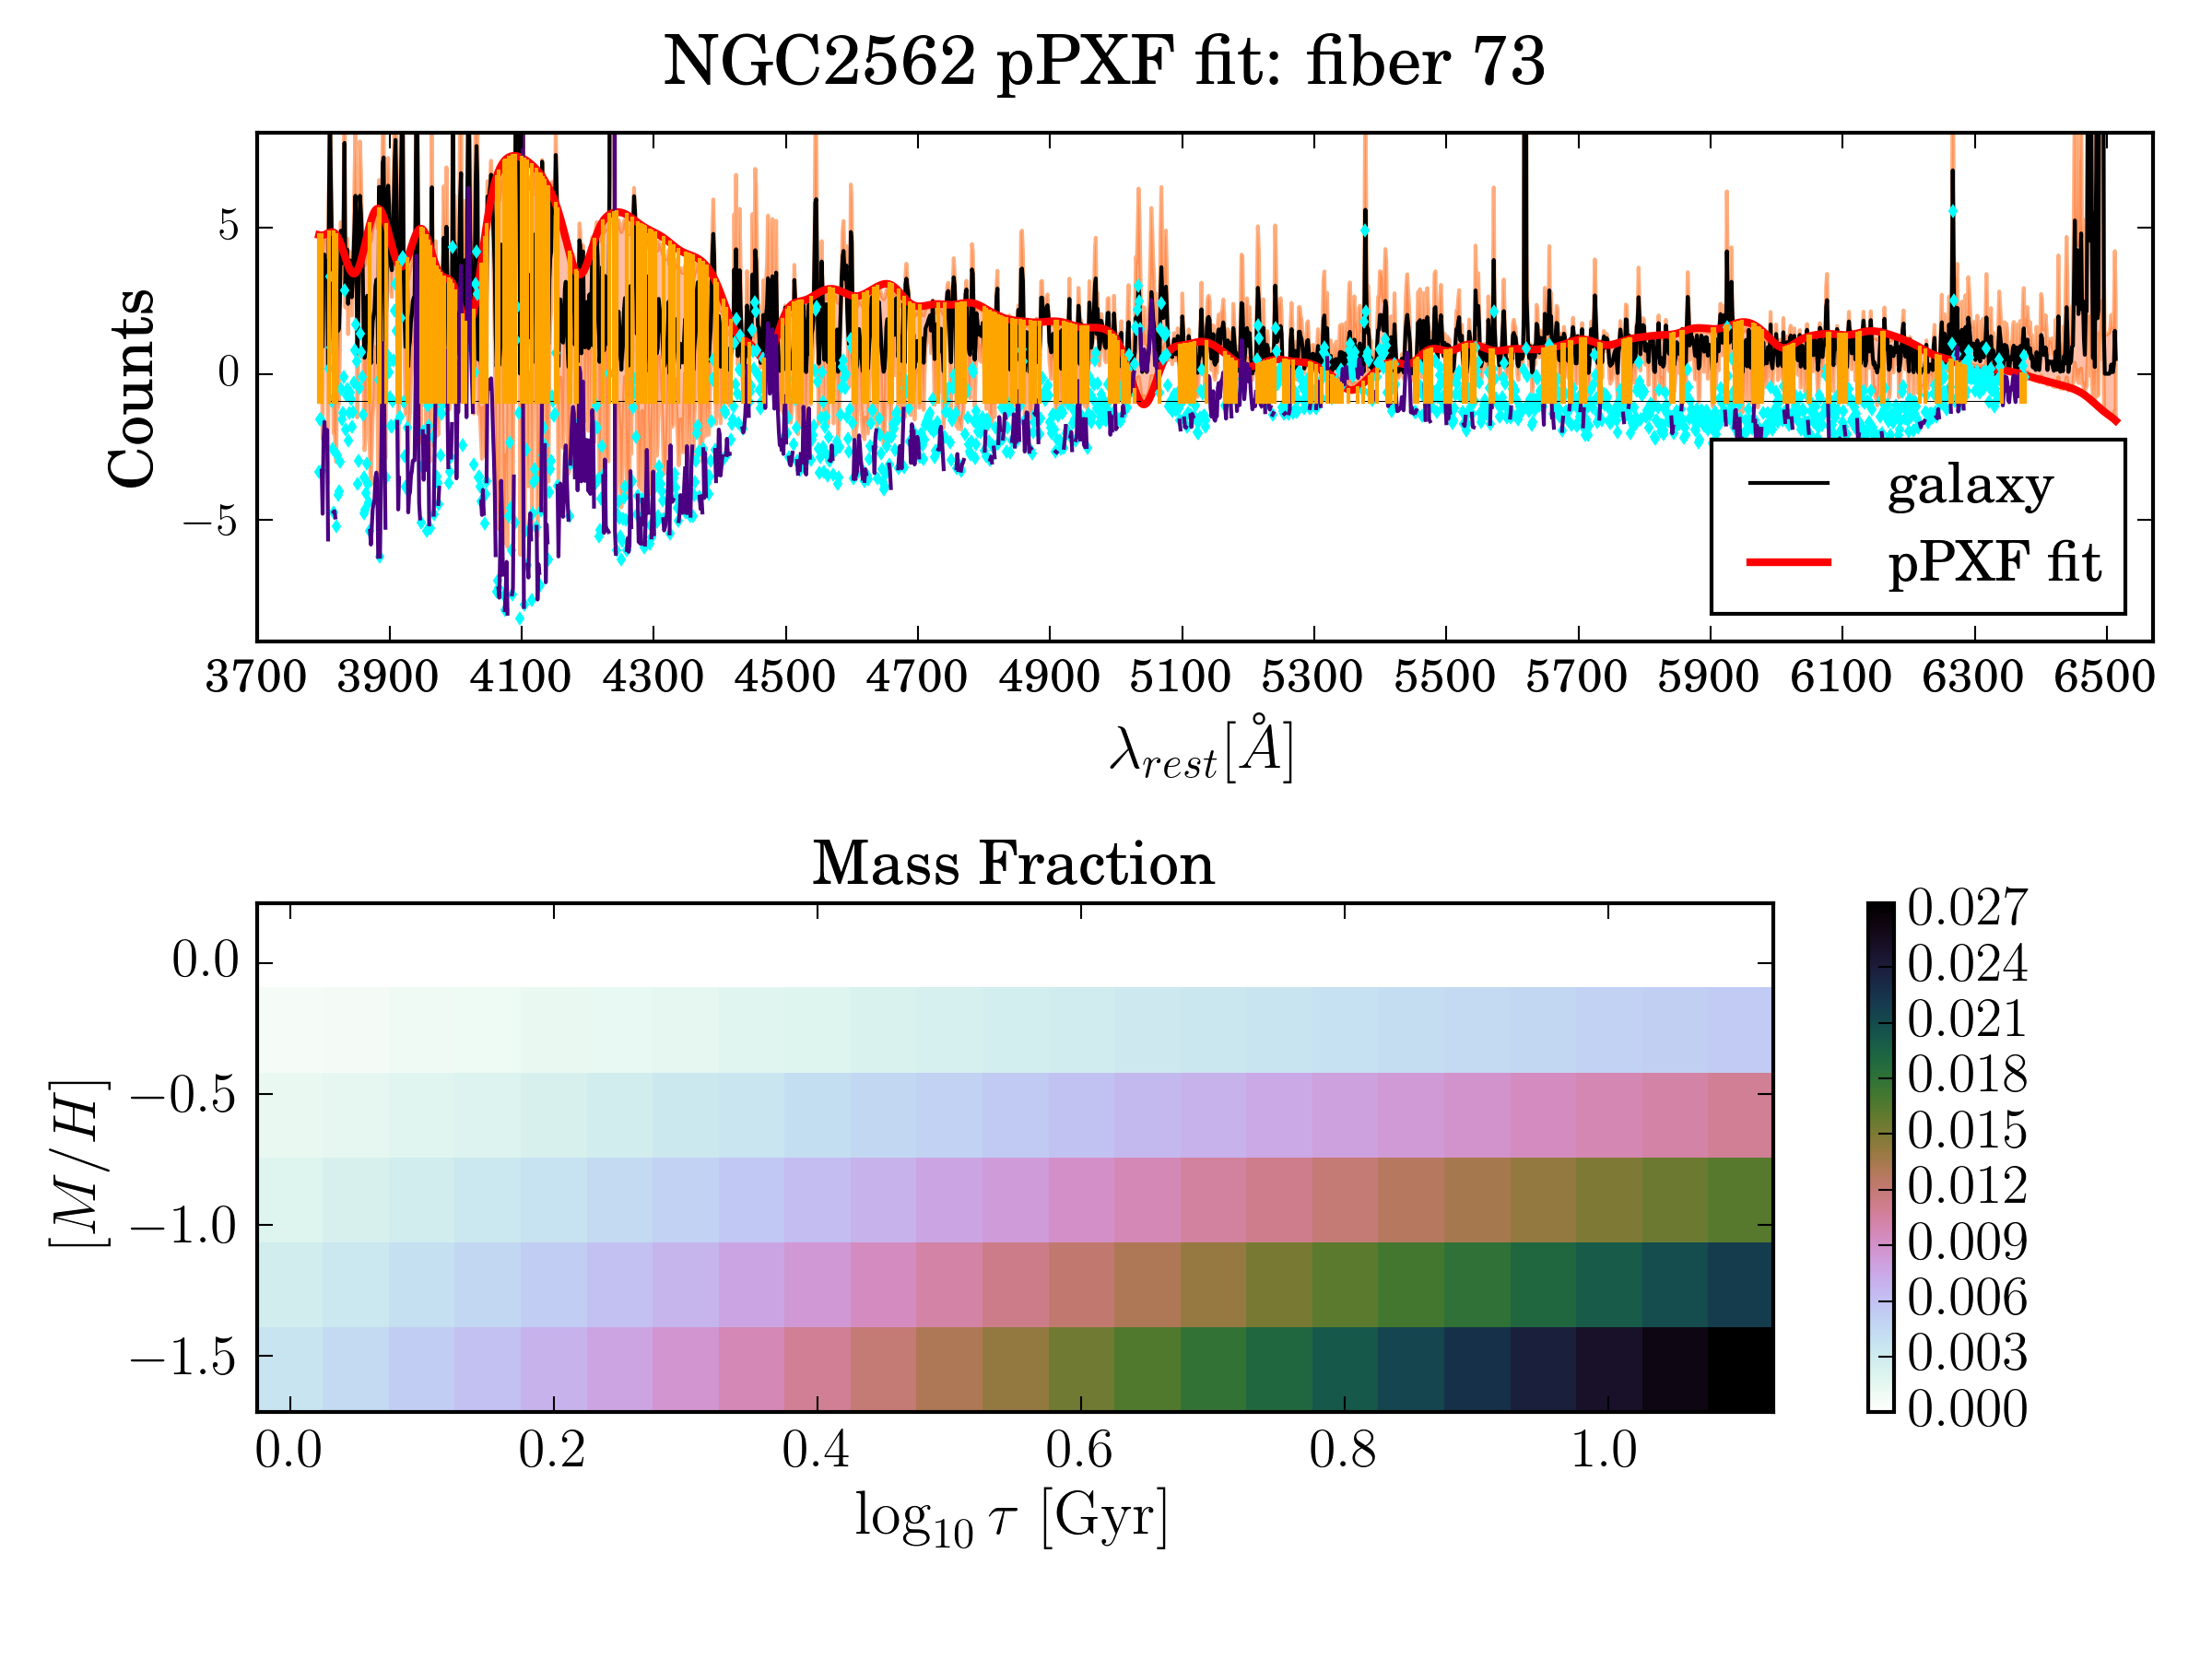 NGC2562 pPXF fit: fiber 73
Counts
5
0
−5
galaxy
pPXF fit
3700 3900 4100 4300 4500 4700 4900 5100 5300 5500 5700 5900 6100 6300 6500
λ_rest[Å]
Mass Fraction
[M/H]
0.0
−0.5
−1.0
−1.5
0.0 0.2 0.4 0.6 0.8 1.0
log₁₀ τ [Gyr]
0.027
0.024
0.021
0.018
0.015
0.012
0.009
0.006
0.003
0.000